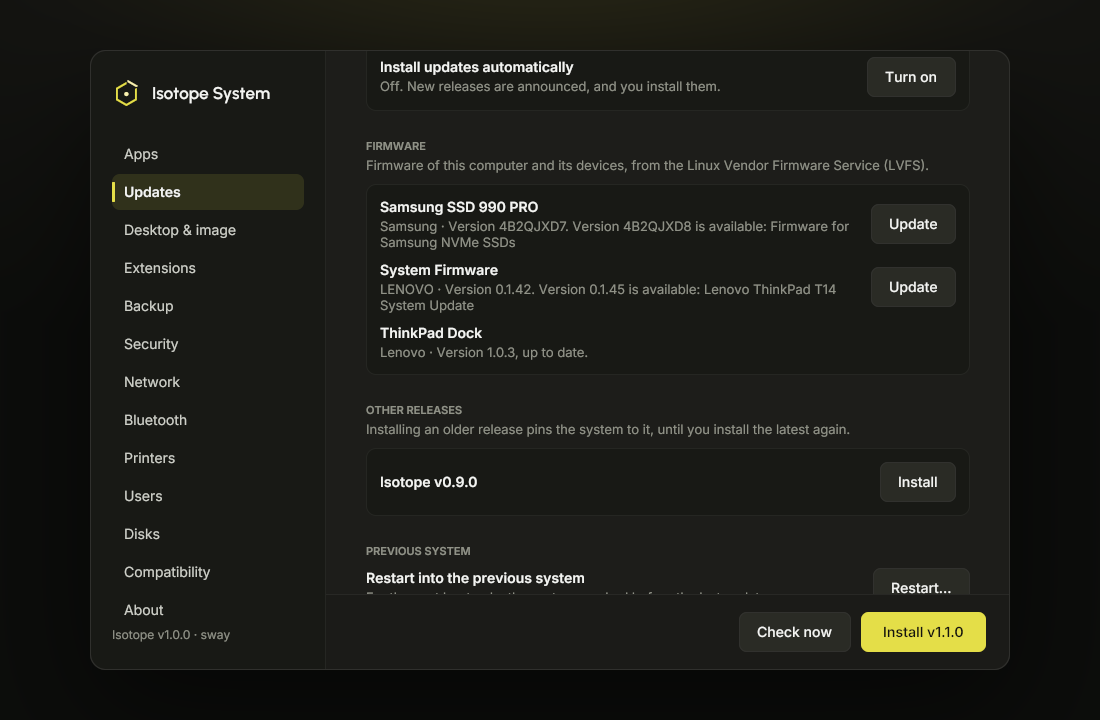 Isotope System
Apps
Updates
Desktop & image
Extensions
Backup
Security
Network
Bluetooth
Printers
Users
Disks
Compatibility
About
Isotope v1.0.0 · sway
Install updates automatically
Off. New releases are announced, and you install them.
Turn on
FIRMWARE
Firmware of this computer and its devices, from the Linux Vendor Firmware Service (LVFS).
Samsung SSD 990 PRO
Samsung · Version 4B2QJXD7. Version 4B2QJXD8 is available: Firmware for
Samsung NVMe SSDs
Update
System Firmware
LENOVO · Version 0.1.42. Version 0.1.45 is available: Lenovo ThinkPad T14
System Update
Update
ThinkPad Dock
Lenovo · Version 1.0.3, up to date.
OTHER RELEASES
Installing an older release pins the system to it, until you install the latest again.
Isotope v0.9.0
Install
PREVIOUS SYSTEM
Restart into the previous system
Restart...
Check now
Install v1.1.0